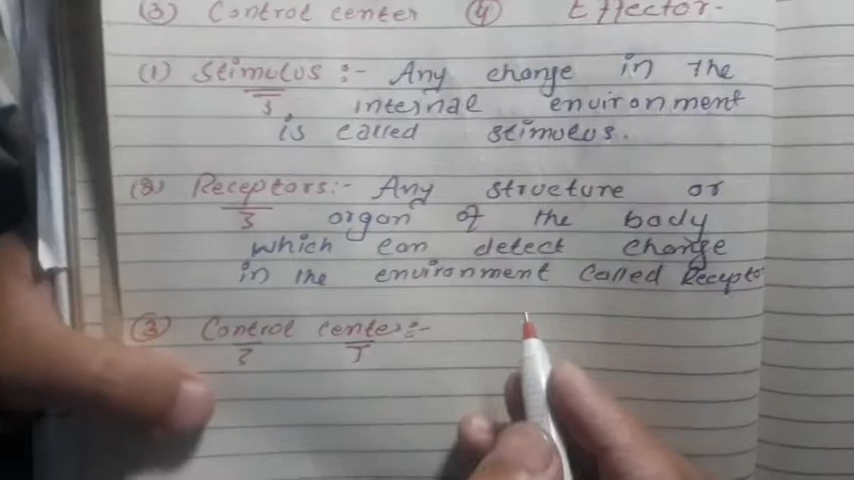 (3) Control center (4) Effector.
(1) Stimulus :- Any change in the
internal environment
is called stimulus.
(2) Receptors:- Any structure or
organ of the body
which can detect change
in the environment called Recepto
(3) Control center:-